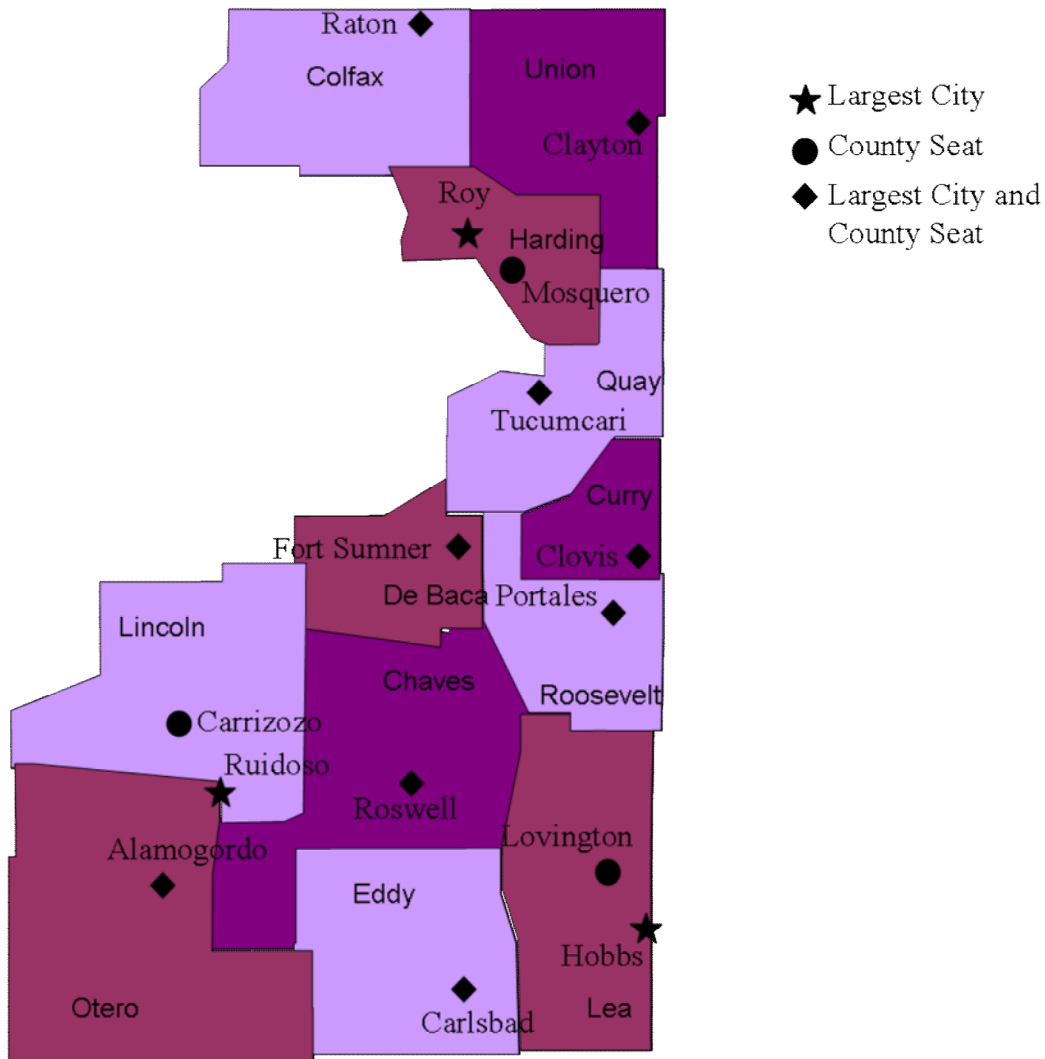 Raton
Colfax
Union
Clayton
Roy
Harding
Mosquero
Quay
Tucumcari
Curry
Clovis
Fort Sumner
De Baca
Portales
Roosevelt
Lincoln
Carrizozo
Ruidoso
Chaves
Roswell
Alamogordo
Otero
Eddy
Carlsbad
Lovington
Hobbs
Lea
Largest City
County Seat
Largest City and
County Seat